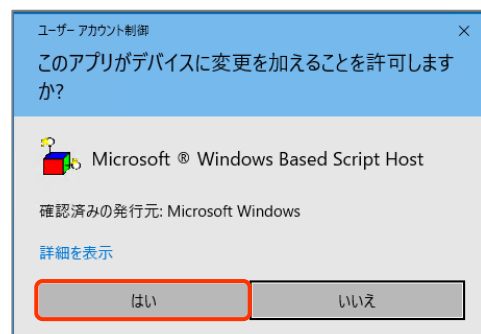 ユーザー アカウント制御
このアプリがデバイスに変更を加えることを許可します
か?
Microsoft ® Windows Based Script Host
確認済みの発行元: Microsoft Windows
詳細を表示
はい
いいえ